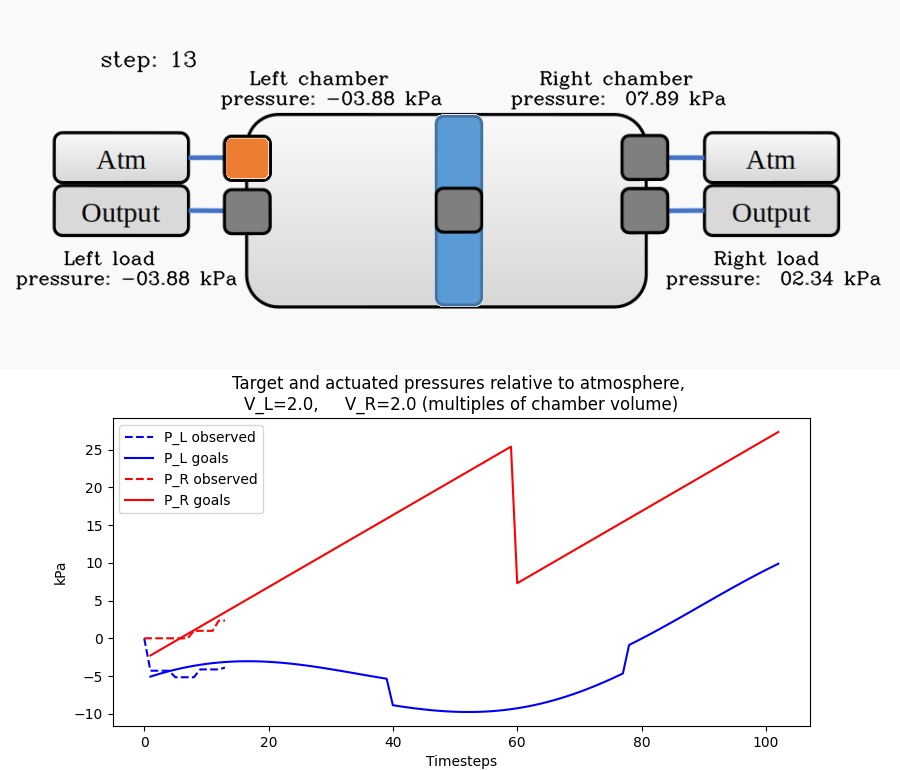 step: 13
Left chamber
pressure: −03.88 kPa
Right chamber
pressure:  07.89 kPa
Atm
Output
Atm
Output
Left load
pressure: −03.88 kPa
Right load
pressure:  02.34 kPa
Target and actuated pressures relative to atmosphere,
V_L=2.0,     V_R=2.0 (multiples of chamber volume)
P_L observed
P_L goals
P_R observed
P_R goals
25
20
15
10
5
0
−5
−10
kPa
0 20 40 60 80 100
Timesteps